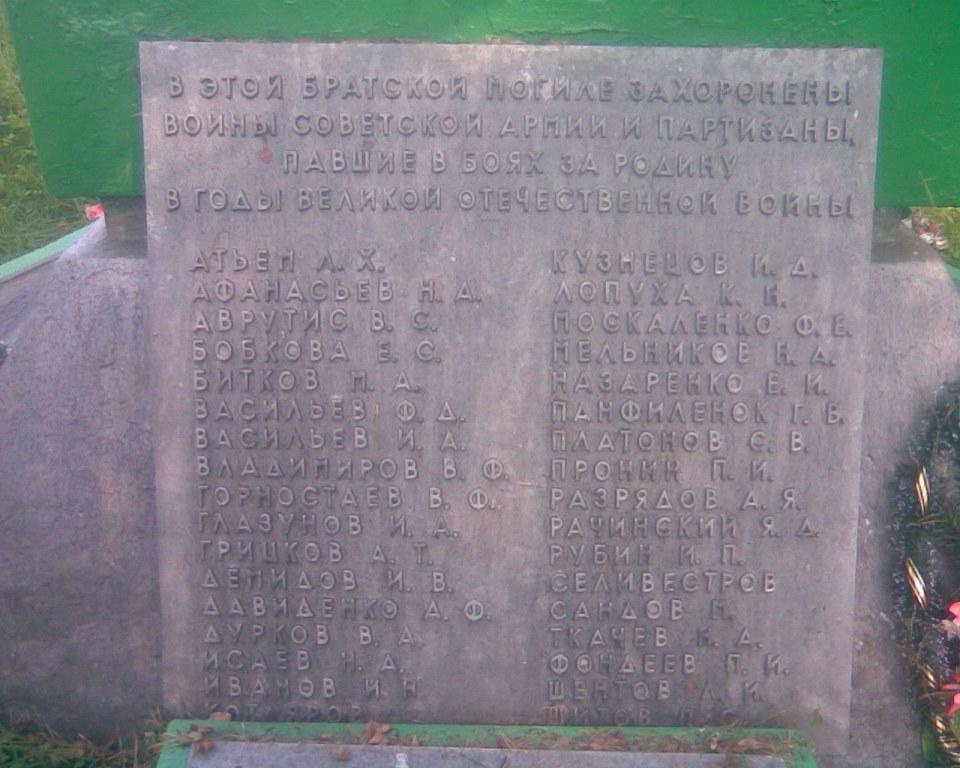 В ЭТОЙ БРАТСКОЙ МОГИЛЕ ЗАХОРОНЕНЫ
ВОИНЫ СОВЕТСКОЙ АРМИИ И ПАРТИЗАНЫ,
ПАВШИЕ В БОЯХ ЗА РОДИНУ
В ГОДЫ ВЕЛИКОЙ ОТЕЧЕСТВЕННОЙ ВОЙНЫ
АТЬЕМ Л. Х.
АФАНАСЬЕВ Н. А.
АВРУТИС В. С.
БОБКОВА Е. С.
БИТКОВ М. А.
ВАСИЛЬЕВ Ф. Д.
ВАСИЛЬЕВ И. А.
ВЛАДИМИРОВ В. Ф.
ГОРНОСТАЕВ В. Ф.
ГЛАЗУНОВ И. А.
ГРИЦКОВ А. Т.
ДЕМИДОВ И. В.
ДАВИДЕНКО А. Ф.
ДУРКОВ В. А.
ИСАЕВ Н. А.
ИВАНОВ И. Н.
КУЗНЕЦОВ И. Д.
ЛОПУХА К. Н.
МОСКАЛЕНКО Ф. Е.
МЕЛЬНИКОВ Н. А.
НАЗАРЕНКО Е. И.
ПАНФИЛЕНОК Г. В.
ПЛАТОНОВ С. В.
ПРОНИН П. И.
РАЗРЯДОВ А. Я.
РАЧИНСКИЙ Я. Д.
РУБИН И. П.
СЕЛИВЕСТРОВ
САНДОВ М.
ТКАЧЕВ Н. Д.
ФОНДЕЕВ П. И.
ШЕНТОВ Л. И.